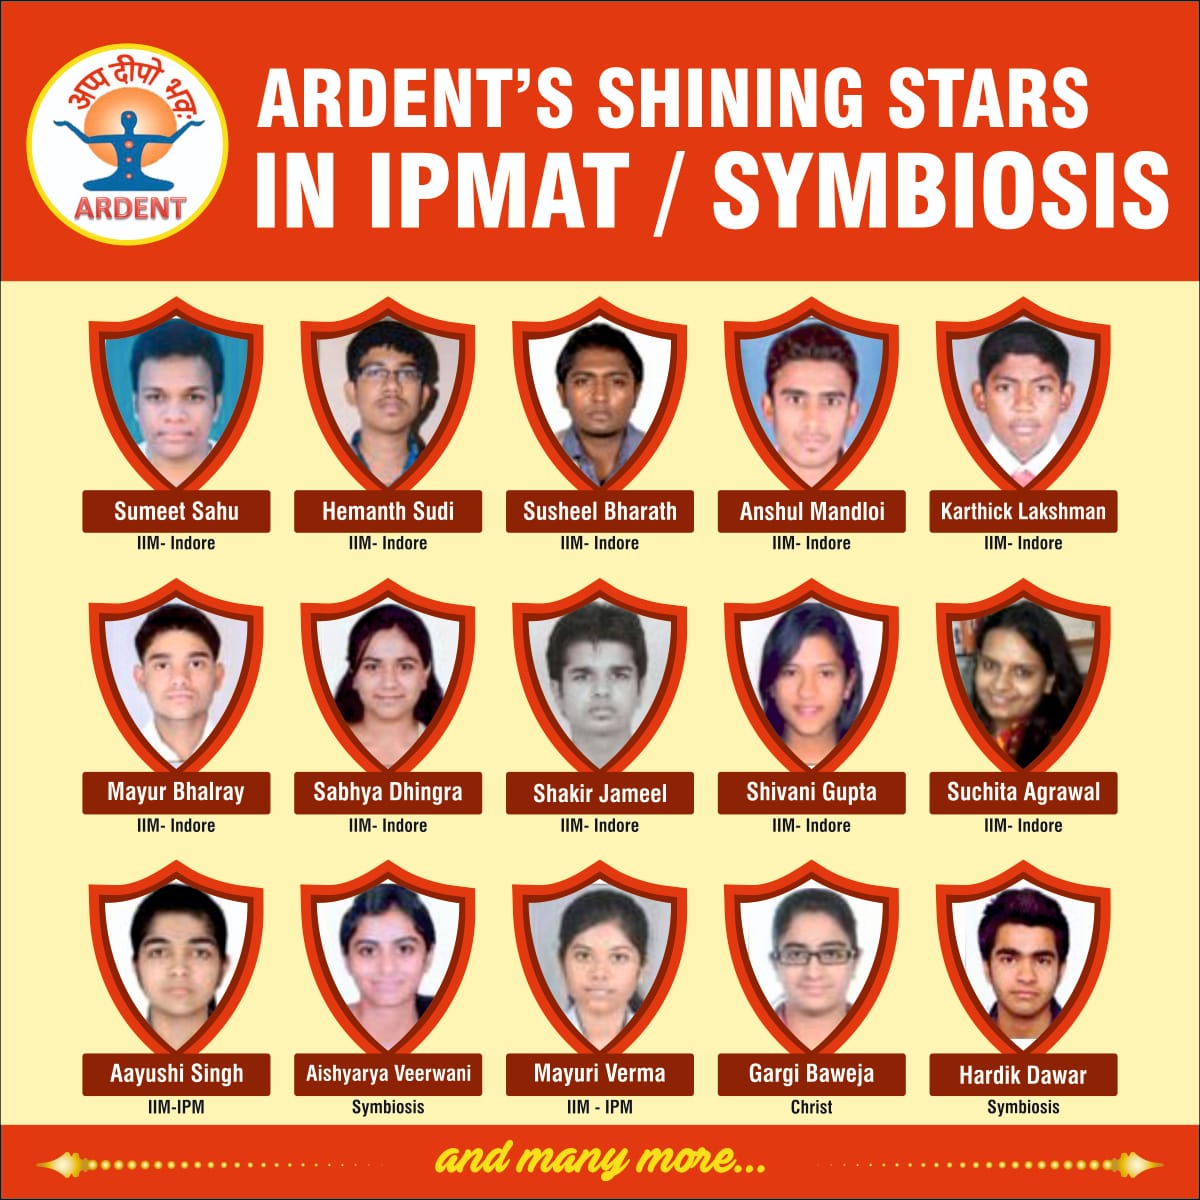 अप्प दीपो भवः
ARDENT
ARDENT'S SHINING STARS
IN IPMAT / SYMBIOSIS
Sumeet Sahu
IIM- Indore
Hemanth Sudi
IIM- Indore
Susheel Bharath
IIM- Indore
Anshul Mandloi
IIM- Indore
Karthick Lakshman
IIM- Indore
Mayur Bhalray
IIM- Indore
Sabhya Dhingra
IIM- Indore
Shakir Jameel
IIM- Indore
Shivani Gupta
IIM- Indore
Suchita Agrawal
IIM- Indore
Aayushi Singh
IIM-IPM
Aishyarya Veerwani
Symbiosis
Mayuri Verma
IIM - IPM
Gargi Baweja
Christ
Hardik Dawar
Symbiosis
and many more...